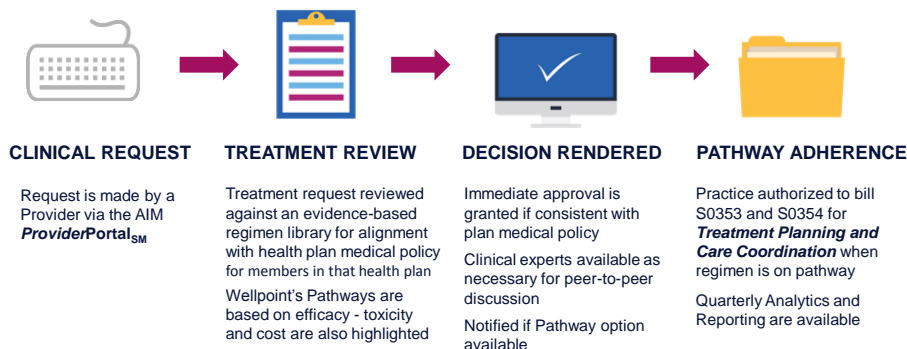 CLINICAL REQUEST
Request is made by a
Provider via the AIM
ProviderPortalSM
TREATMENT REVIEW
Treatment request reviewed
against an evidence-based
regimen library for alignment
with health plan medical policy
for members in that health plan
Wellpoint's Pathways are
based on efficacy - toxicity
and cost are also highlighted
DECISION RENDERED
Immediate approval is
granted if consistent with
plan medical policy
Clinical experts available as
necessary for peer-to-peer
discussion
Notified if Pathway option
available
PATHWAY ADHERENCE
Practice authorized to bill
S0353 and S0354 for
Treatment Planning and
Care Coordination when
regimen is on pathway
Quarterly Analytics and
Reporting are available